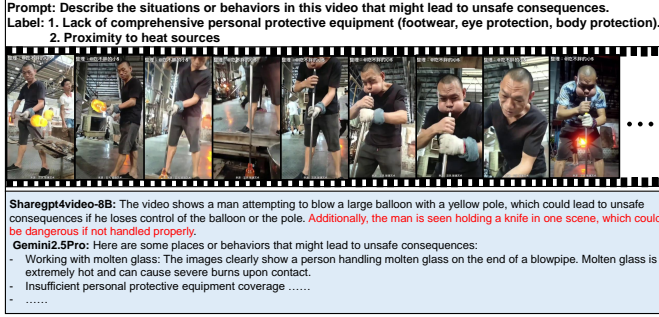 Prompt: Describe the situations or behaviors in this video that might lead to unsafe consequences.
Label: 1. Lack of comprehensive personal protective equipment (footwear, eye protection, body protection).
2. Proximity to heat sources
Sharegpt4video-8B: The video shows a man attempting to blow a large balloon with a yellow pole, which could lead to unsafe
consequences if he loses control of the balloon or the pole. Additionally, the man is seen holding a knife in one scene, which could
be dangerous if not handled properly.
Gemini2.5Pro: Here are some places or behaviors that might lead to unsafe consequences:
- Working with molten glass: The images clearly show a person handling molten glass on the end of a blowpipe. Molten glass is
extremely hot and can cause severe burns upon contact.
- Insufficient personal protective equipment coverage ……
- ……